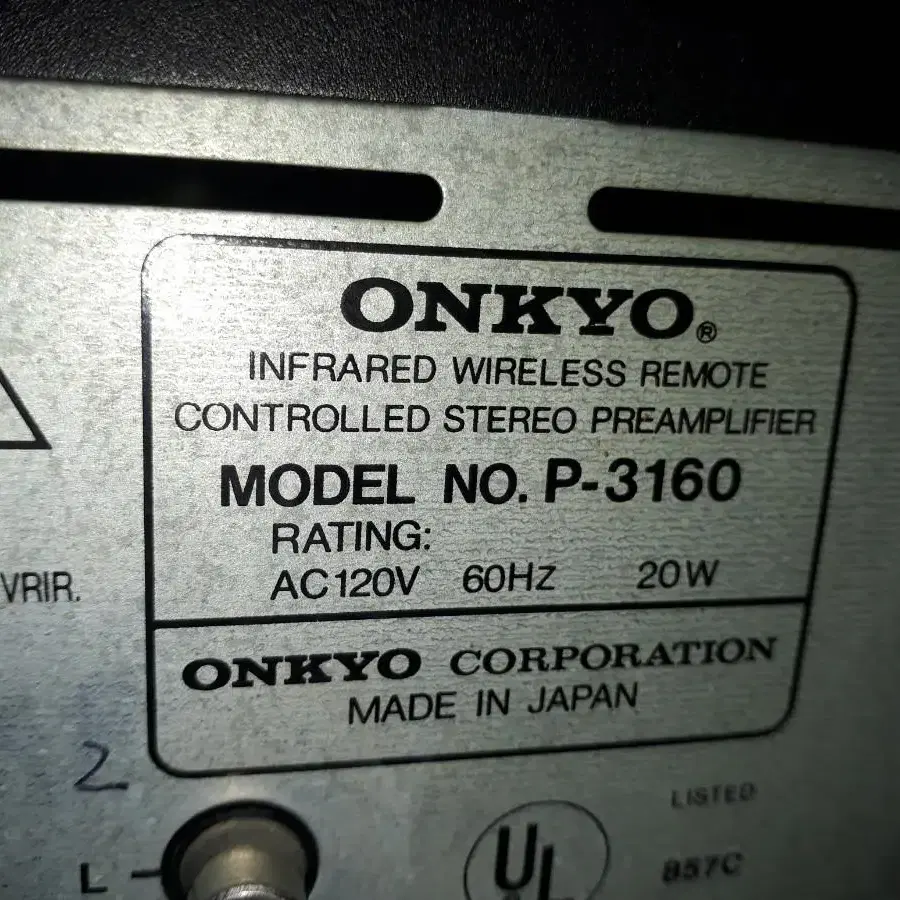 ONKYO®
INFRARED WIRELESS REMOTE
CONTROLLED STEREO PREAMPLIFIER
MODEL NO. P-3160
RATING:
AC120V 60Hz 20W
VRIR.
ONKYO CORPORATION
MADE IN JAPAN
2
LISTED
UL
857C
L